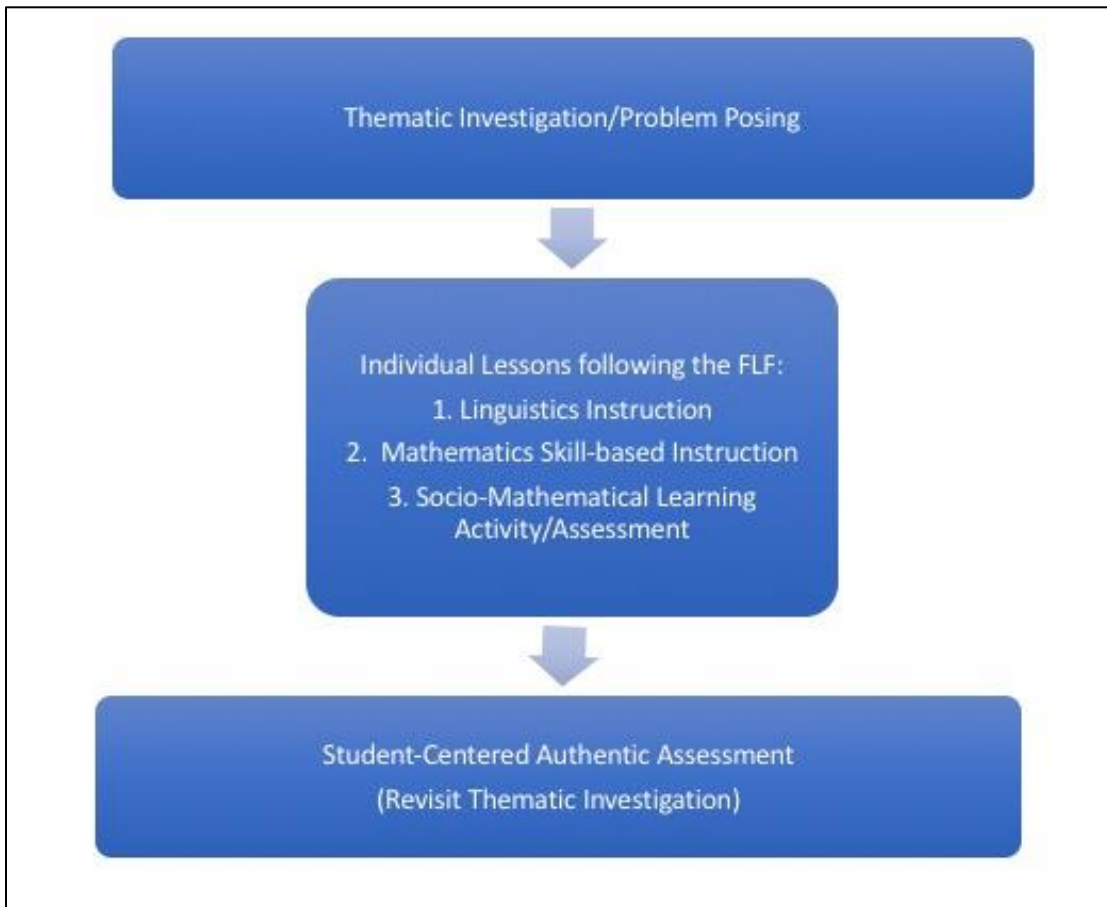 Thematic Investigation/Problem Posing
Individual Lessons following the FLF:
1. Linguistics Instruction
2. Mathematics Skill-based Instruction
3. Socio-Mathematical Learning
Activity/Assessment
Student-Centered Authentic Assessment
(Revisit Thematic Investigation)